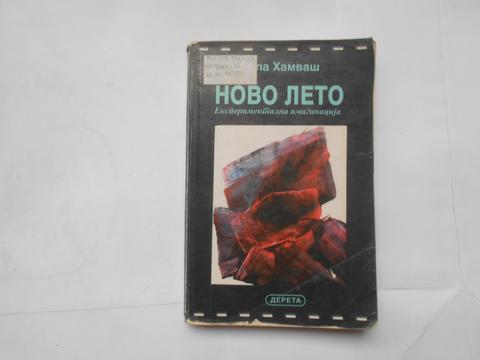 ла Хамваш
НОВО ЛЕТО
Експериментална имагинација
ДЕРЕТА